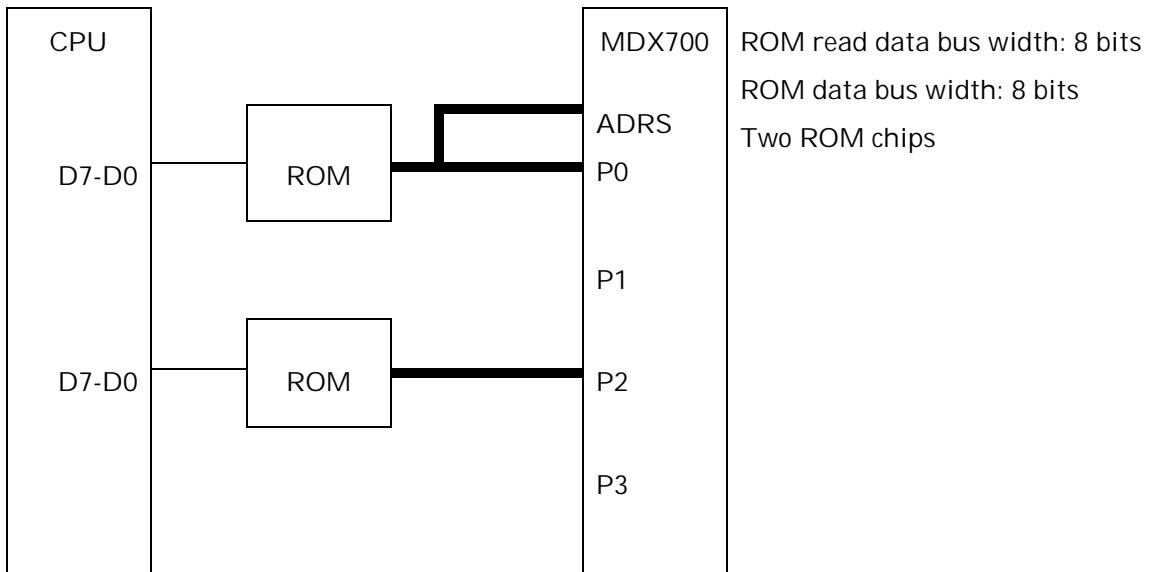 CPU
MDX700
ROM read data bus width: 8 bits
ROM data bus width: 8 bits
ADRS
Two ROM chips
D7-D0
ROM
P0
P1
D7-D0
ROM
P2
P3